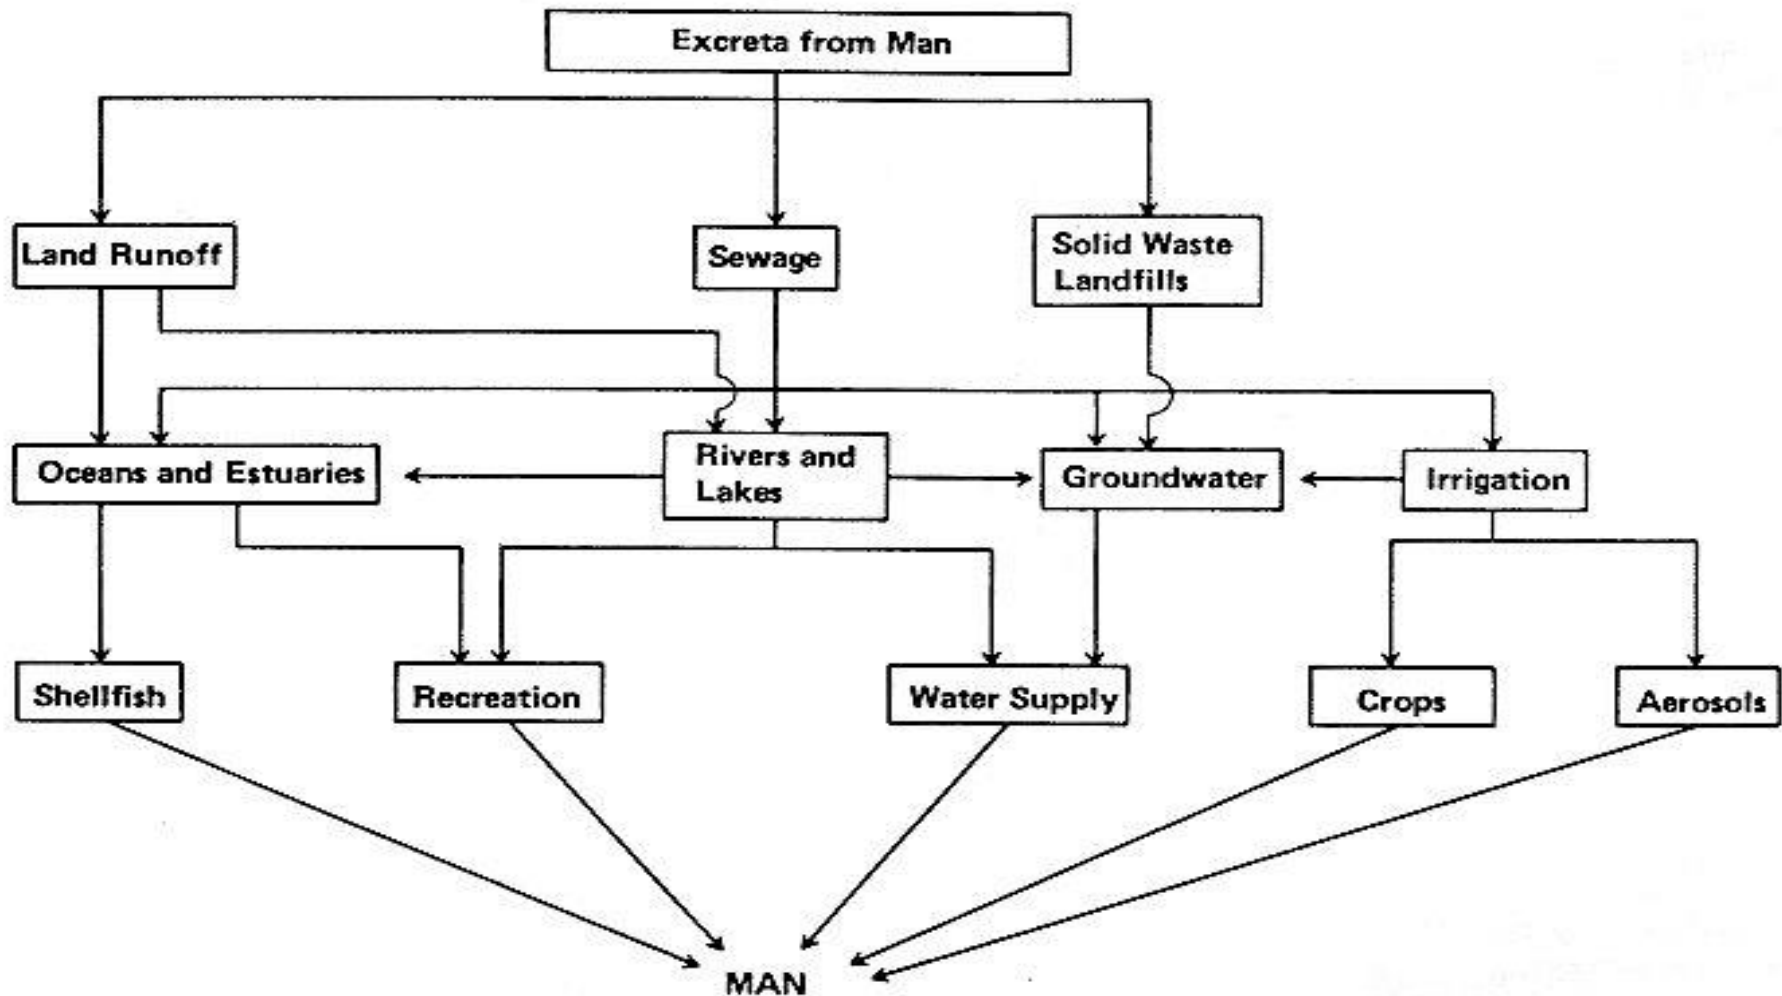 Excreta from Man
Land Runoff
Sewage
Solid Waste
Landfills
Oceans and Estuaries
Rivers and
Lakes
Groundwater
Irrigation
Shellfish
Recreation
Water Supply
Crops
Aerosols
MAN